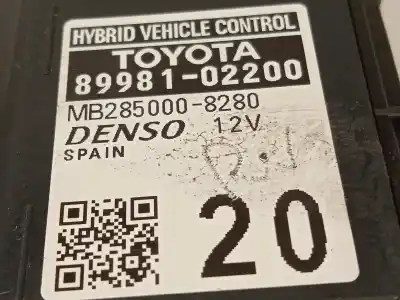 HYBRID VEHICLE CONTROL
TOYOTA
89981-02200
MB285000-8280
DENSO 12V
SPAIN
20